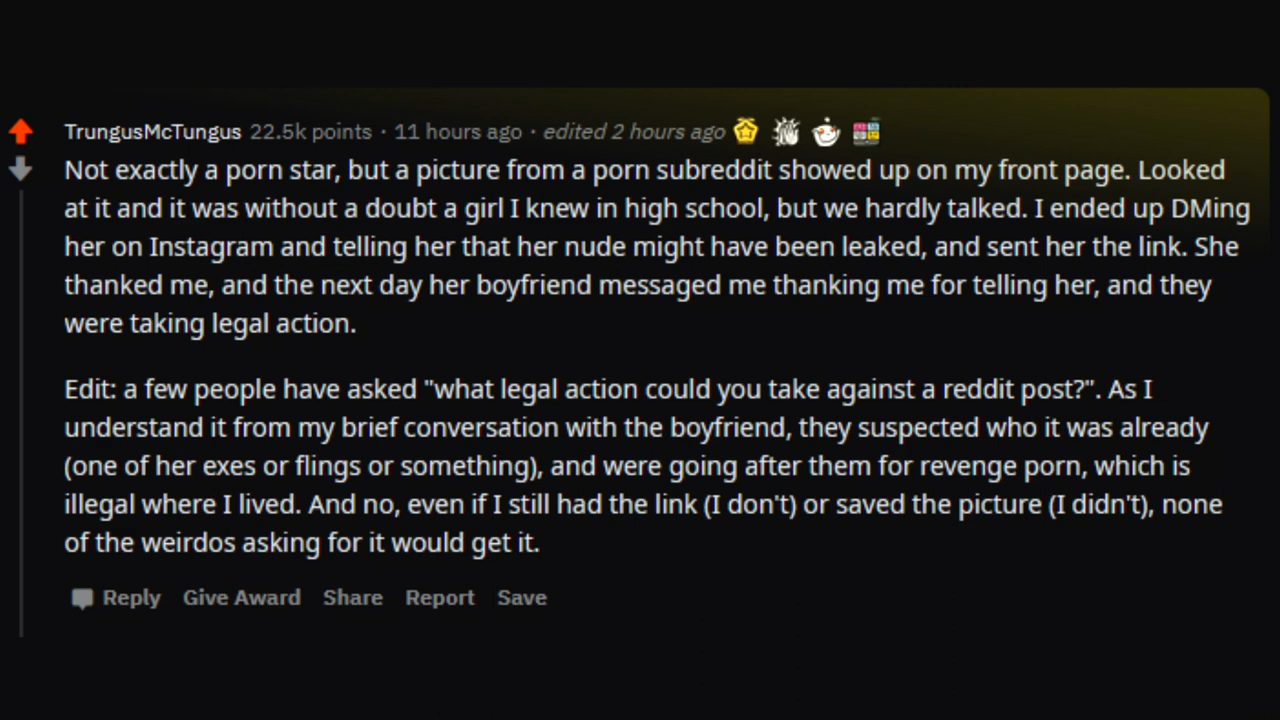 TrungusMcTungus 22.5k points · 11 hours ago · edited 2 hours ago
Not exactly a porn star, but a picture from a porn subreddit showed up on my front page. Looked
at it and it was without a doubt a girl I knew in high school, but we hardly talked. I ended up DMing
her on Instagram and telling her that her nude might have been leaked, and sent her the link. She
thanked me, and the next day her boyfriend messaged me thanking me for telling her, and they
were taking legal action.
Edit: a few people have asked "what legal action could you take against a reddit post?". As I
understand it from my brief conversation with the boyfriend, they suspected who it was already
(one of her exes or flings or something), and were going after them for revenge porn, which is
illegal where I lived. And no, even if I still had the link (I don't) or saved the picture (I didn't), none
of the weirdos asking for it would get it.
Reply Give Award Share Report Save